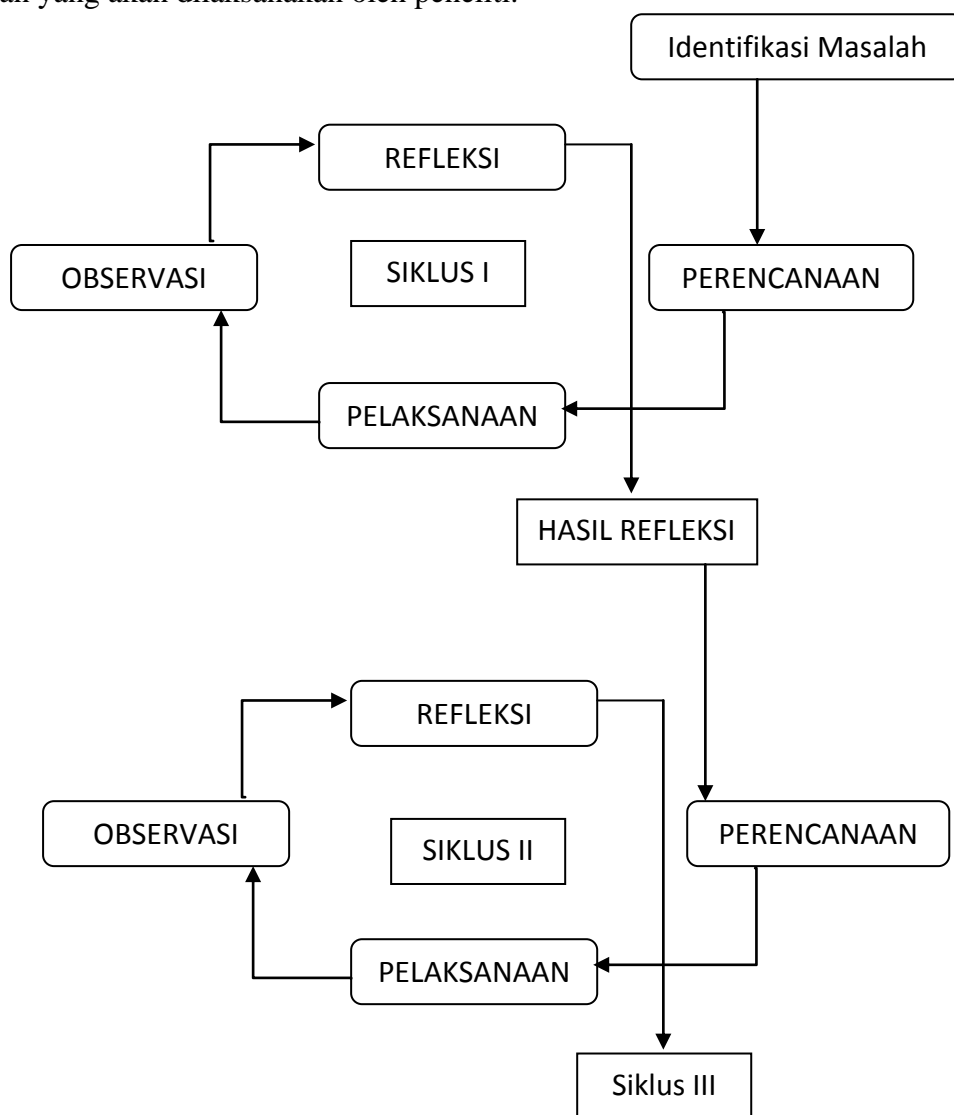 yang akan dilaksanakan oleh peneliti.
Identifikasi Masalah
REFLEKSI
OBSERVASI
SIKLUS I
PERENCANAAN
PELAKSANAAN
HASIL REFLEKSI
REFLEKSI
OBSERVASI
SIKLUS II
PERENCANAAN
PELAKSANAAN
Siklus III